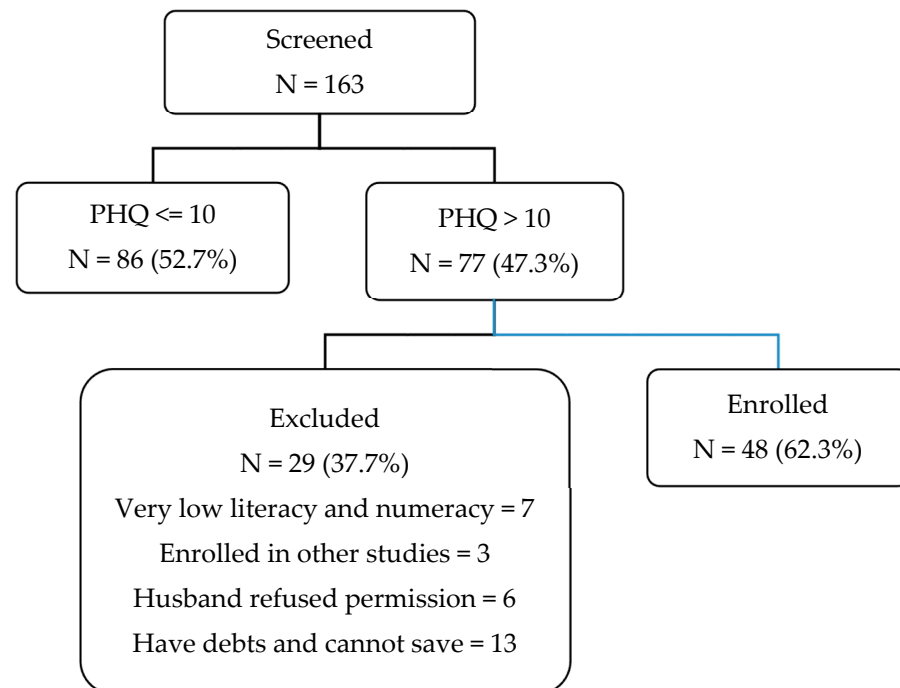 Screened
N = 163
PHQ <= 10
N = 86 (52.7%)
PHQ > 10
N = 77 (47.3%)
Excluded
N = 29 (37.7%)
Very low literacy and numeracy = 7
Enrolled in other studies = 3
Husband refused permission = 6
Have debts and cannot save = 13
Enrolled
N = 48 (62.3%)